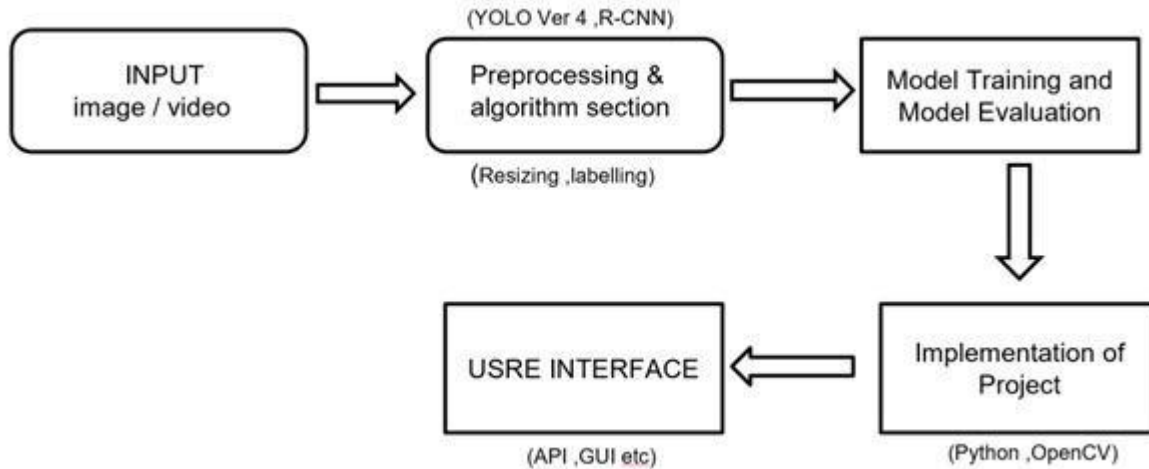 (YOLO Ver 4 ,R-CNN)
INPUT
image / video
Preprocessing &
algorithm section
(Resizing ,labelling)
Model Training and
Model Evaluation
Implementation of
Project
(Python ,OpenCV)
USRE INTERFACE
(API ,GUI etc)